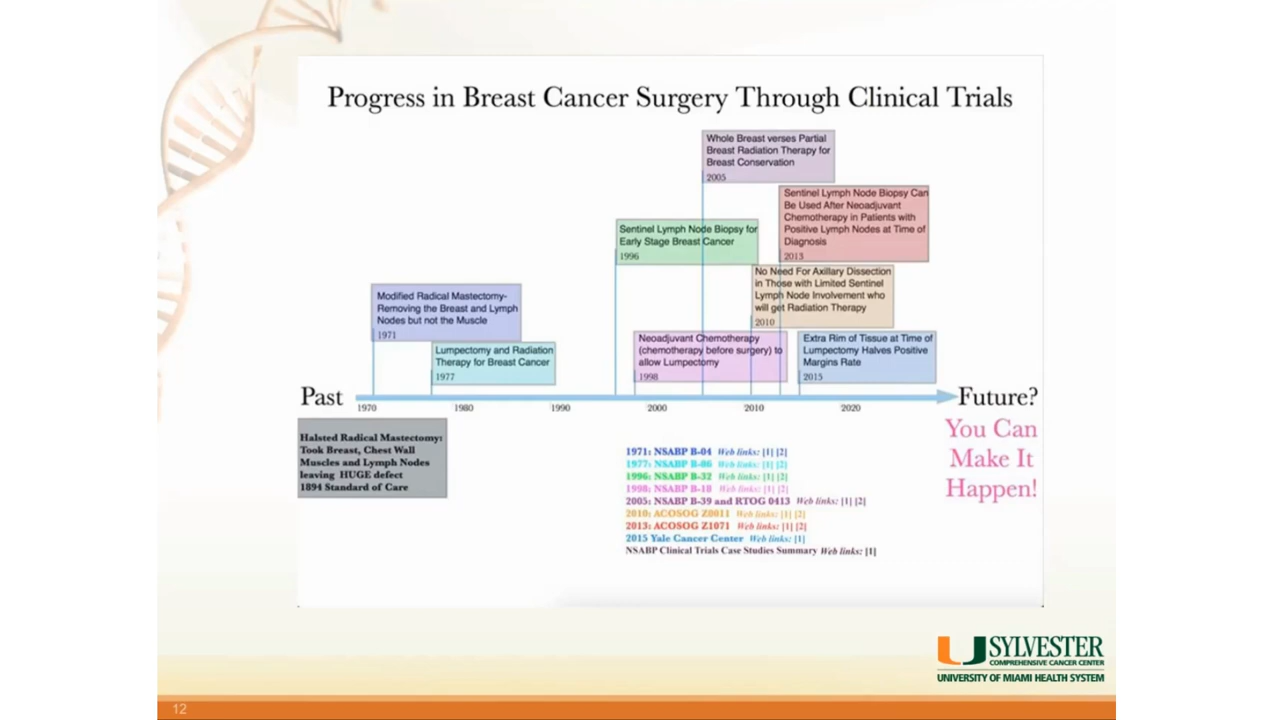 Progress in Breast Cancer Surgery Through Clinical Trials
Whole Breast verses Partial
Breast Radiation Therapy for
Breast Conservation
2005
Sentinel Lymph Node Biopsy Can
Be Used After Neoadjuvant
Chemotherapy in Patients with
Positive Lymph Nodes at Time of
Diagnosis
2013
Sentinel Lymph Node Biopsy for
Early Stage Breast Cancer
1996
No Need For Axillary Dissection
in Those with Limited Sentinel
Lymph Node Involvement who
will get Radiation Therapy
2010
Modified Radical Mastectomy-
Removing the Breast and Lymph
Nodes but not the Muscle
1971
Lumpectomy and Radiation
Therapy for Breast Cancer
1977
Neoadjuvant Chemotherapy
(chemotherapy before surgery) to
allow Lumpectomy
1998
Extra Rim of Tissue at Time of
Lumpectomy Halves Positive
Margins Rate
2015
Past
Future?
1970 1980 1990 2000 2010 2020
You Can
Make It
Happen!
Halsted Radical Mastectomy:
Took Breast, Chest Wall
Muscles and Lymph Nodes
leaving HUGE defect
1894 Standard of Care
1971: NSABP B-04 Web links: [1] [2]
1977: NSABP B-06 Web links: [1] [2]
1996: NSABP B-32 Web links: [1] [2]
1998: NSABP B-18 Web links: [1] [2]
2005: NSABP B-39 and RTOG 0413 Web links: [1] [2]
2010: ACOSOG Z0011 Web links: [1] [2]
2013: ACOSOG Z1071 Web links: [1] [2]
2015 Yale Cancer Center Web links: [1]
NSABP Clinical Trials Case Studies Summary Web links: [1]
SYLVESTER
COMPREHENSIVE CANCER CENTER
UNIVERSITY OF MIAMI HEALTH SYSTEM
12